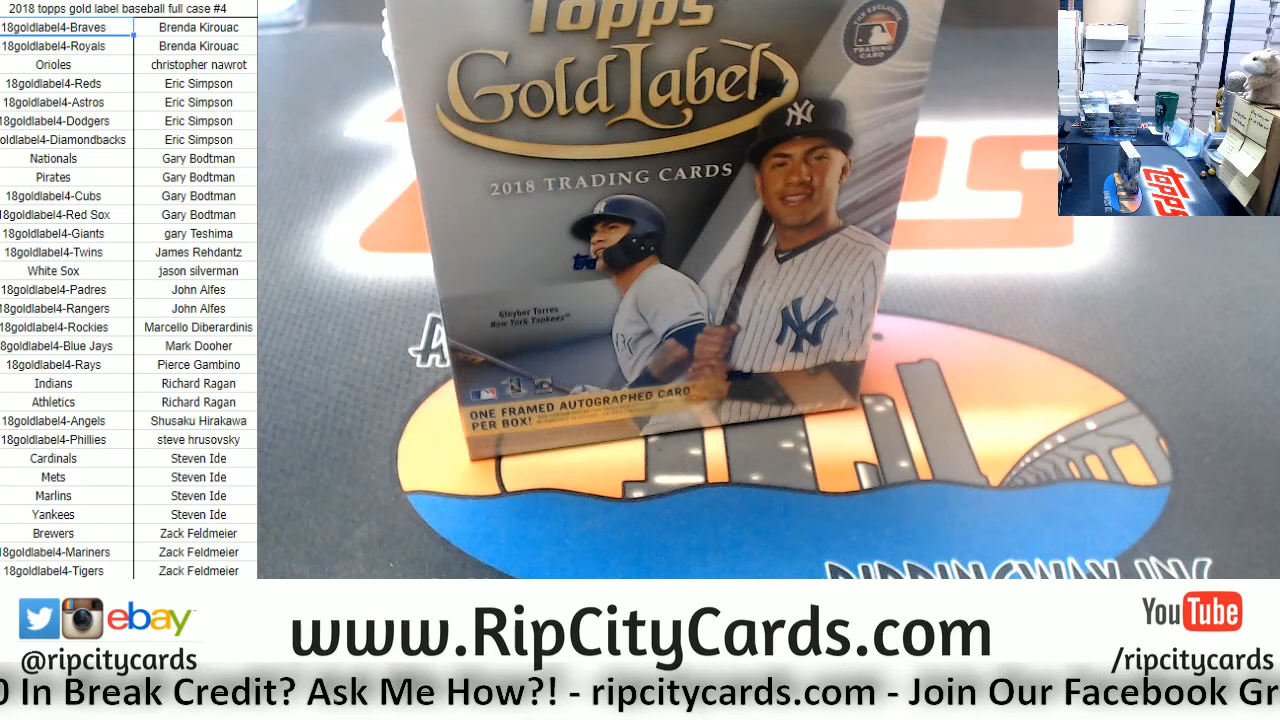 2018 topps gold label baseball full case #4
18goldlabel4-Braves Brenda Kirouac
18goldlabel4-Royals Brenda Kirouac
Orioles christopher nawrot
18goldlabel4-Reds Eric Simpson
18goldlabel4-Astros Eric Simpson
18goldlabel4-Dodgers Eric Simpson
oldlabel4-Diamondbacks Eric Simpson
Nationals Gary Bodtman
Pirates Gary Bodtman
18goldlabel4-Cubs Gary Bodtman
18goldlabel4-Red Sox Gary Bodtman
18goldlabel4-Giants gary Teshima
18goldlabel4-Twins James Rehdantz
White Sox jason silverman
18goldlabel4-Padres John Alfes
18goldlabel4-Rangers John Alfes
18goldlabel4-Rockies Marcello Diberardinis
8goldlabel4-Blue Jays Mark Dooher
18goldlabel4-Rays Pierce Gambino
Indians Richard Ragan
Athletics Richard Ragan
18goldlabel4-Angels Shusaku Hirakawa
18goldlabel4-Phillies steve hrusovsky
Cardinals Steven Ide
Mets Steven Ide
Marlins Steven Ide
Yankees Steven Ide
Brewers Zack Feldmeier
18goldlabel4-Mariners Zack Feldmeier
18goldlabel4-Tigers Zack Feldmeier
Topps
Gold Label
2018 TRADING CARDS
THE EXCLUSIVE
TRADING
CARD
Gleyber Torres
New York Yankees
ONE FRAMED AUTOGRAPHED CARD
PER BOX!
topps
ebay
@ripcitycards
www.RipCityCards.com
YouTube
/ripcitycards
0 In Break Credit? Ask Me How?! - ripcitycards.com - Join Our Facebook Gr